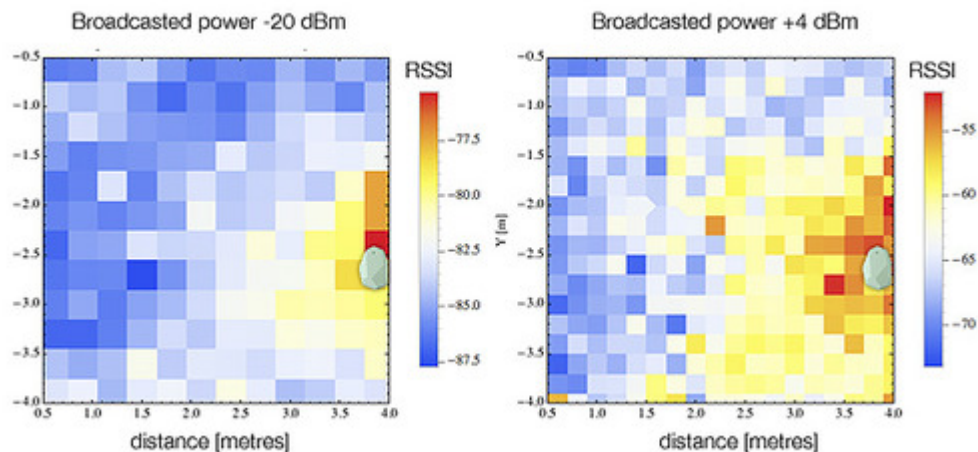 Broadcasted power -20 dBm
RSSI
−0.5
−1.0
−1.5
−2.0
−2.5
−3.0
−3.5
−4.0
0.5 1.0 1.5 2.0 2.5 3.0 3.5 4.0
distance [metres]
−77.5
−80.0
−82.5
−85.0
−87.5
Broadcasted power +4 dBm
RSSI
−0.5
−1.0
−1.5
−2.0
Y [m]
−2.5
−3.0
−3.5
−4.0
0.5 1.0 1.5 2.0 2.5 3.0 3.5 4.0
distance [metres]
−55
−60
−65
−70